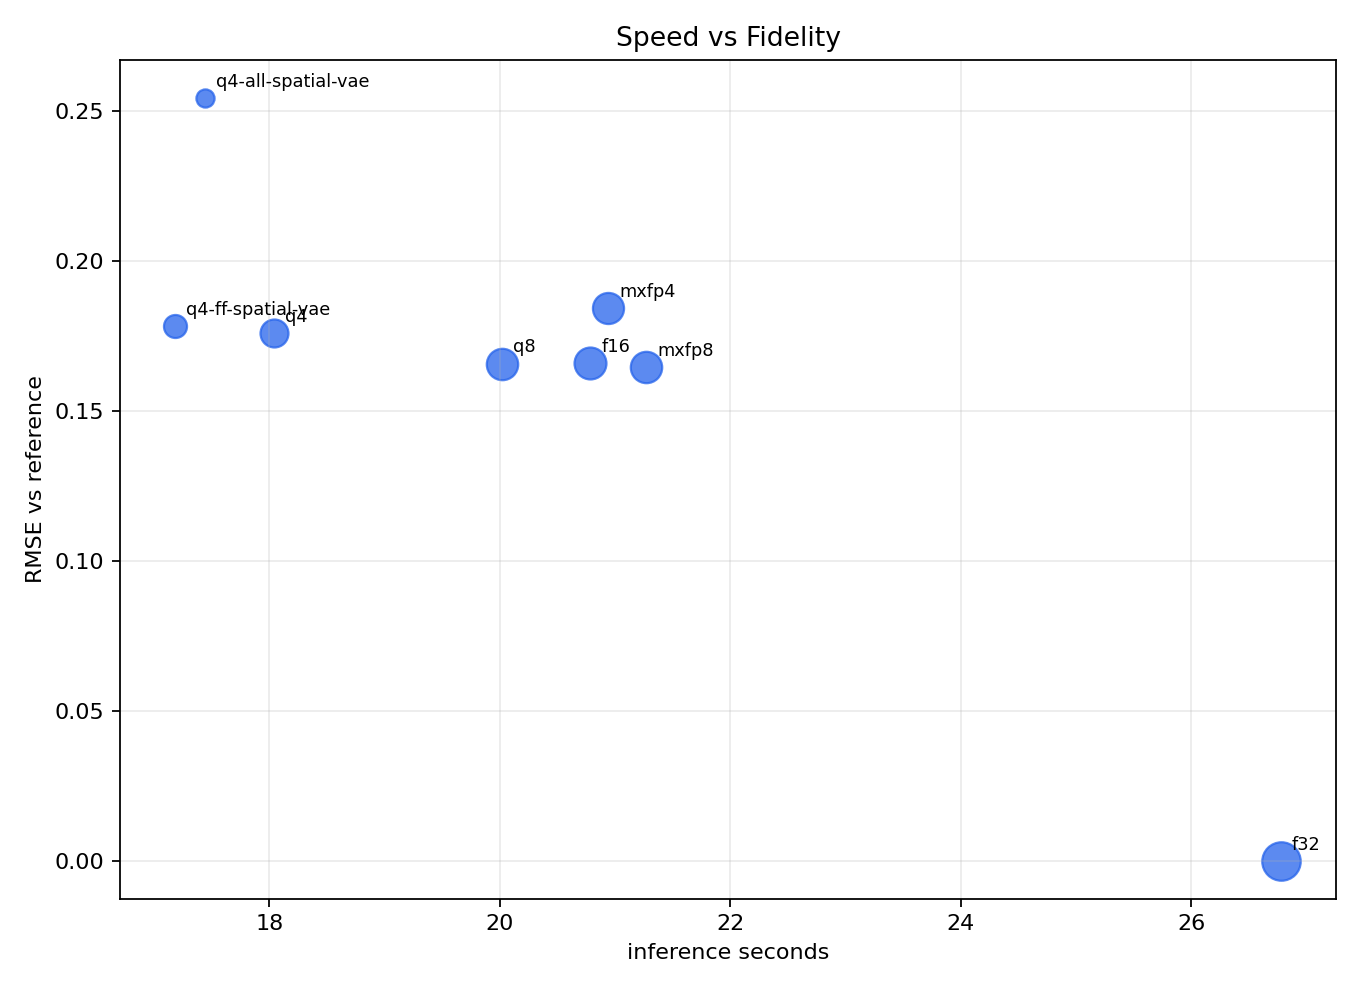 Speed vs Fidelity
q4-all-spatial-vae
0.25
0.20
mxfp4
q4-ff-spatial-vae
q4
q8
f16
mxfp8
0.15
RMSE vs reference
0.10
0.05
f32
0.00
18 20 22 24 26
inference seconds